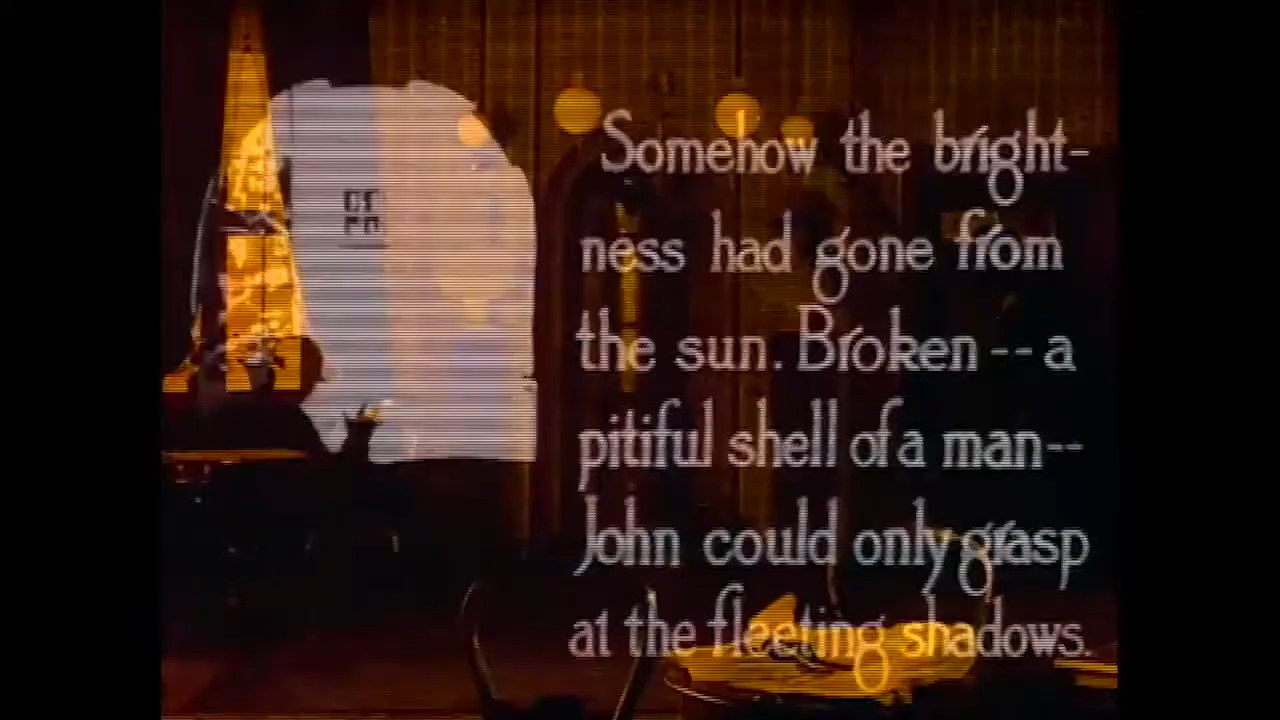 Somehow the bright-
ness had gone from
the sun. Broken -- a
pitiful shell of a man--
John could only grasp
at the fleeting shadows.